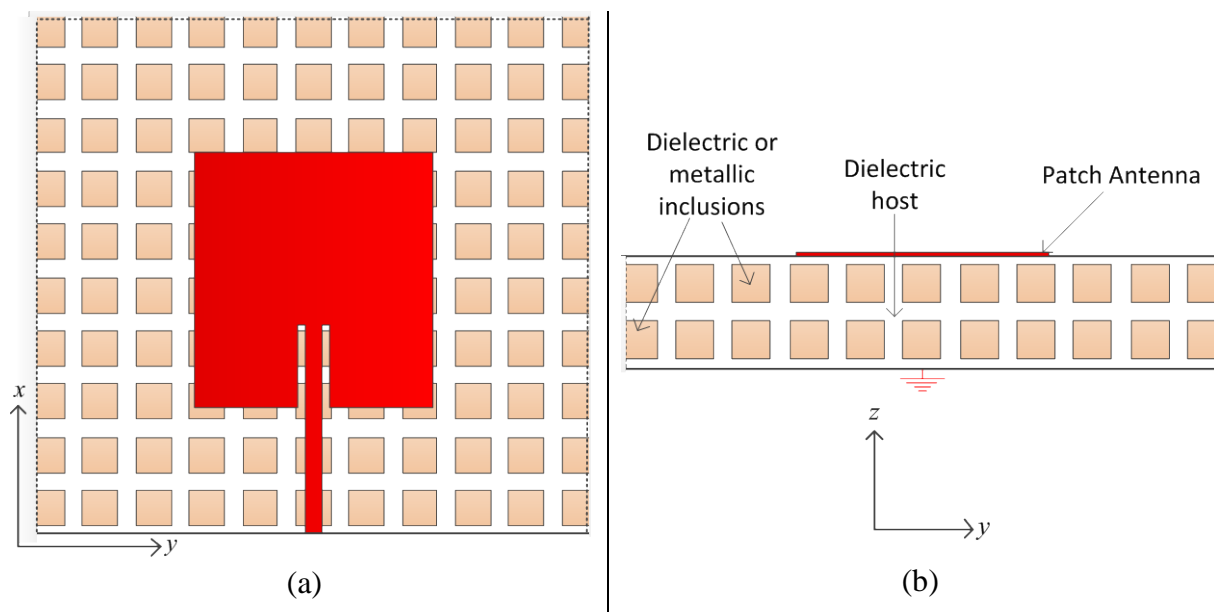 x
y
(a)
Dielectric or
metallic
inclusions
Dielectric
host
Patch Antenna
z
y
(b)